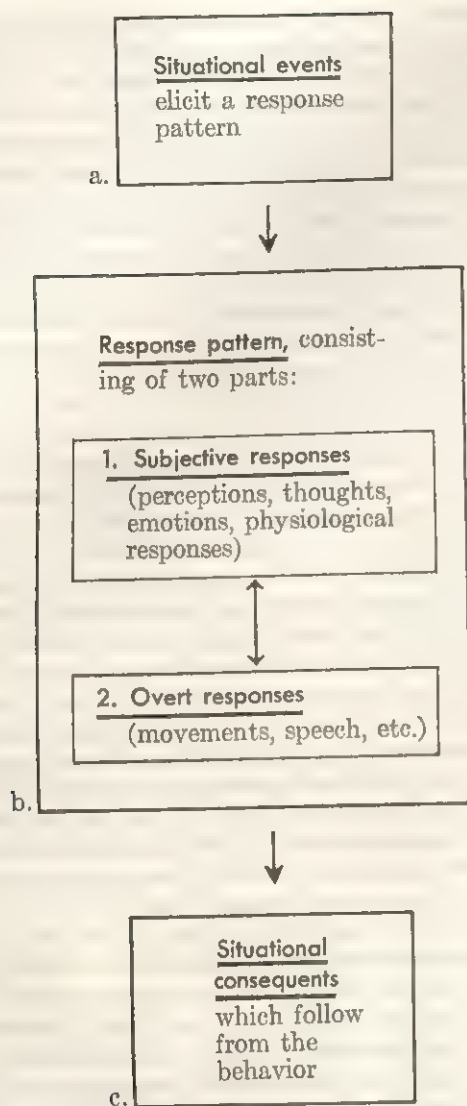 Situational events
elicit a response
pattern
a.
Response pattern, consist-
ing of two parts:
1. Subjective responses
(perceptions, thoughts,
emotions, physiological
responses)
2. Overt responses
(movements, speech, etc.)
b.
Situational
consequents
which follow
from the
behavior
c.